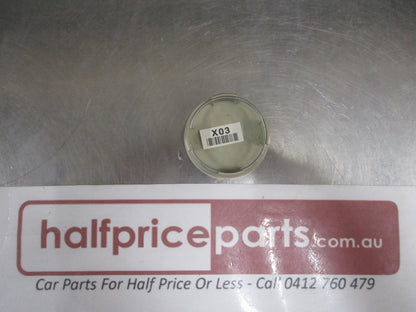 X03
halfpriceparts.com.au
Car Parts For Half Price Or Less - Call 0412 760 479